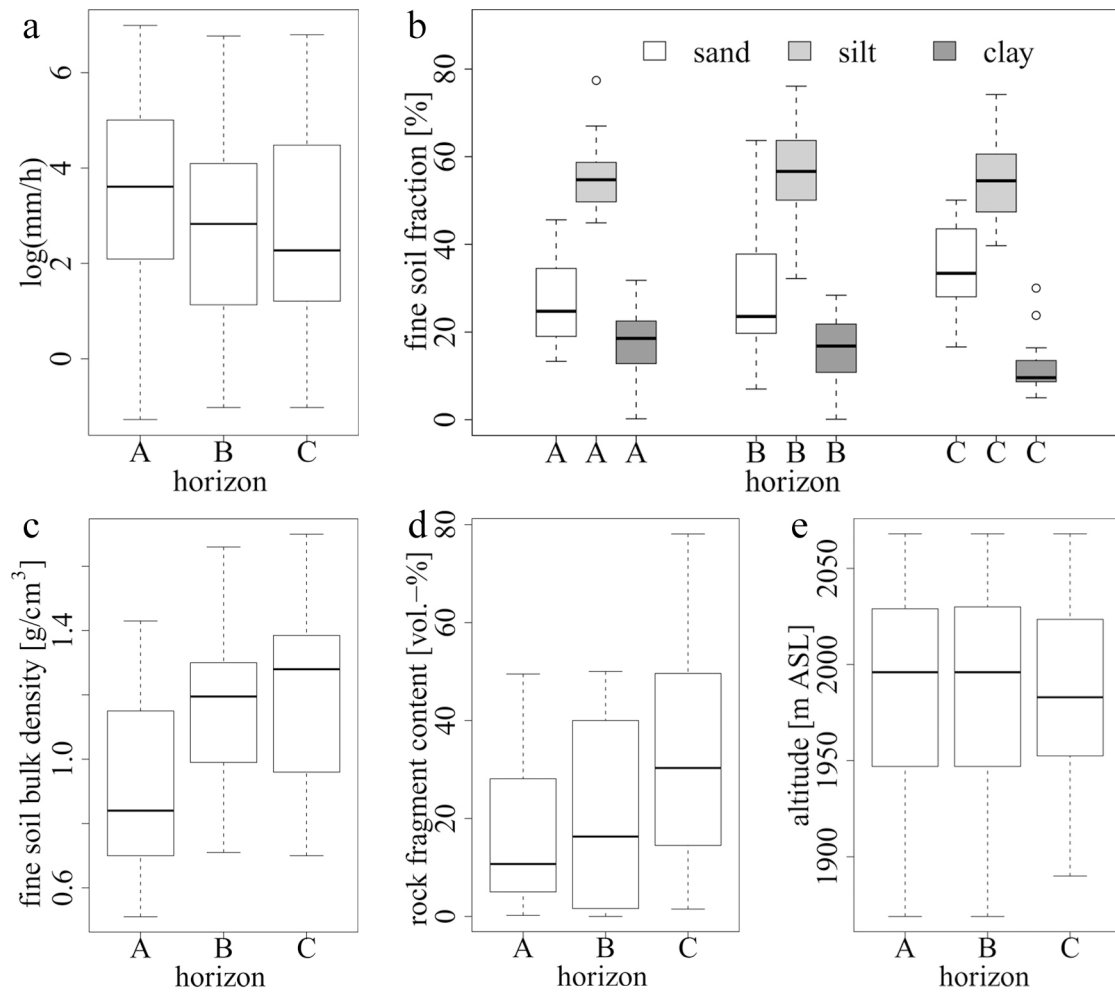 a
log(mm/h)
6
4
2
0
A B C
horizon
b
sand silt clay
fine soil fraction [%]
80
60
40
20
0
A A A B B B C C C
horizon
c
fine soil bulk density [g/cm³]
1.4
1.0
0.6
A B C
horizon
d
rock fragment content [vol.−%]
80
60
40
20
0
A B C
horizon
e
altitude [m ASL]
2050
2000
1950
1900
A B C
horizon